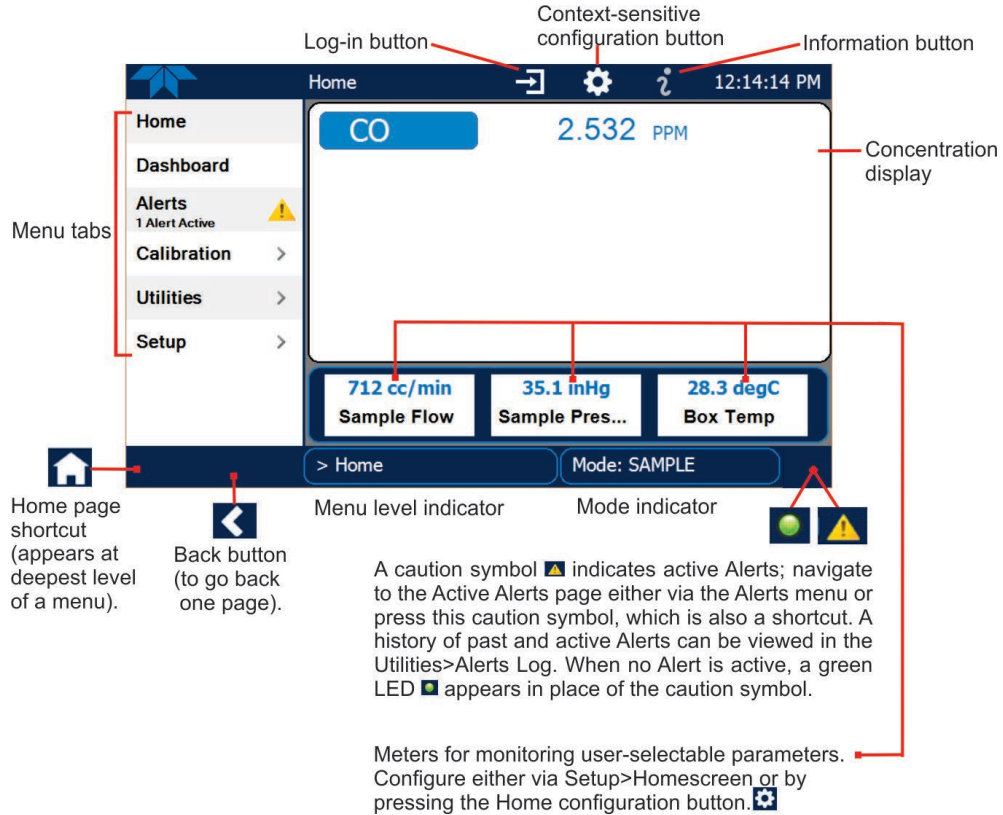 Context-sensitive
configuration button
Log-in button
Information button
Home
12:14:14 PM
Home
Dashboard
Alerts
1 Alert Active
Calibration >
Utilities >
Setup >
Menu tabs
CO 2.532 PPM
Concentration
display
712 cc/min
Sample Flow
35.1 inHg
Sample Pres...
28.3 degC
Box Temp
> Home
Mode: SAMPLE
Home page
shortcut
(appears at
deepest level
of a menu).
Back button
(to go back
one page).
Menu level indicator
Mode indicator
A caution symbol indicates active Alerts; navigate
to the Active Alerts page either via the Alerts menu or
press this caution symbol, which is also a shortcut. A
history of past and active Alerts can be viewed in the
Utilities>Alerts Log. When no Alert is active, a green
LED appears in place of the caution symbol.
Meters for monitoring user-selectable parameters.
Configure either via Setup>Homescreen or by
pressing the Home configuration button.